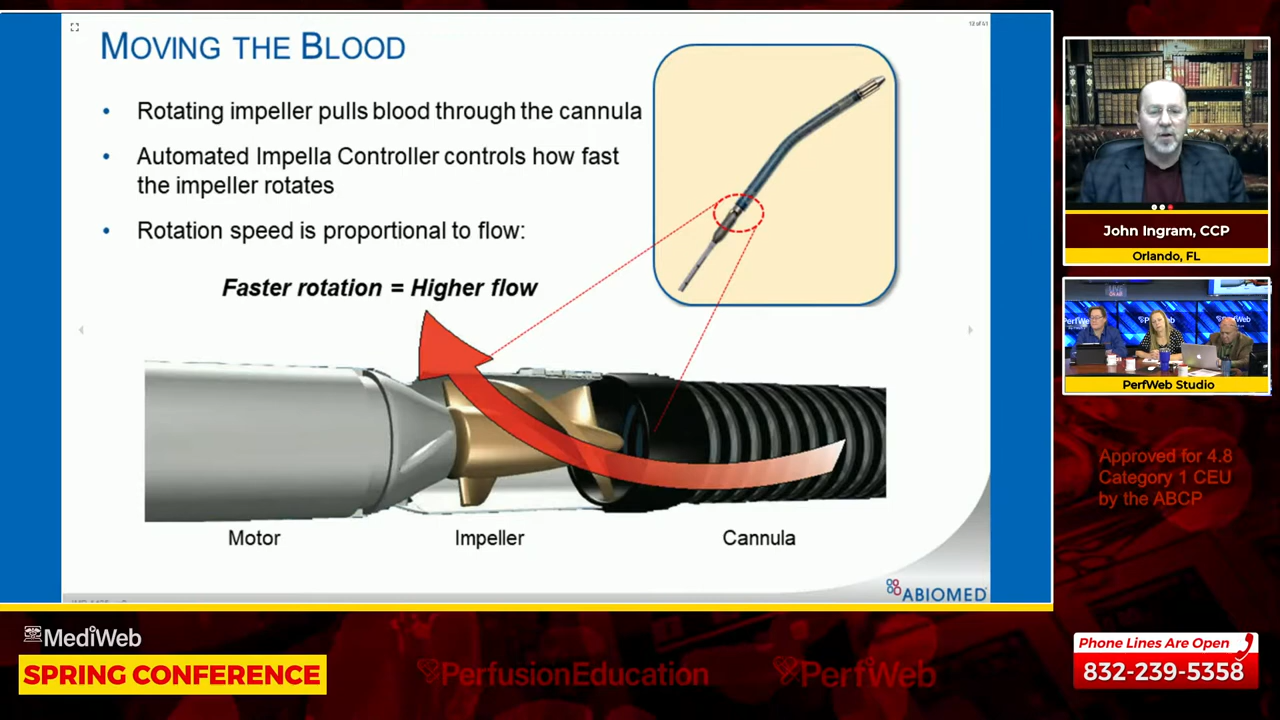 MOVING THE BLOOD
• Rotating impeller pulls blood through the cannula
• Automated Impella Controller controls how fast
the impeller rotates
• Rotation speed is proportional to flow:
Faster rotation = Higher flow
Motor
Impeller
Cannula
ABIOMED
John Ingram, CCP
Orlando, FL
PerfWeb Studio
Approved for 4.8
Category 1 CEU
by the ABCP
MediWeb
SPRING CONFERENCE
PerfusionEducation
PerfWeb
Phone Lines Are Open
832-239-5358